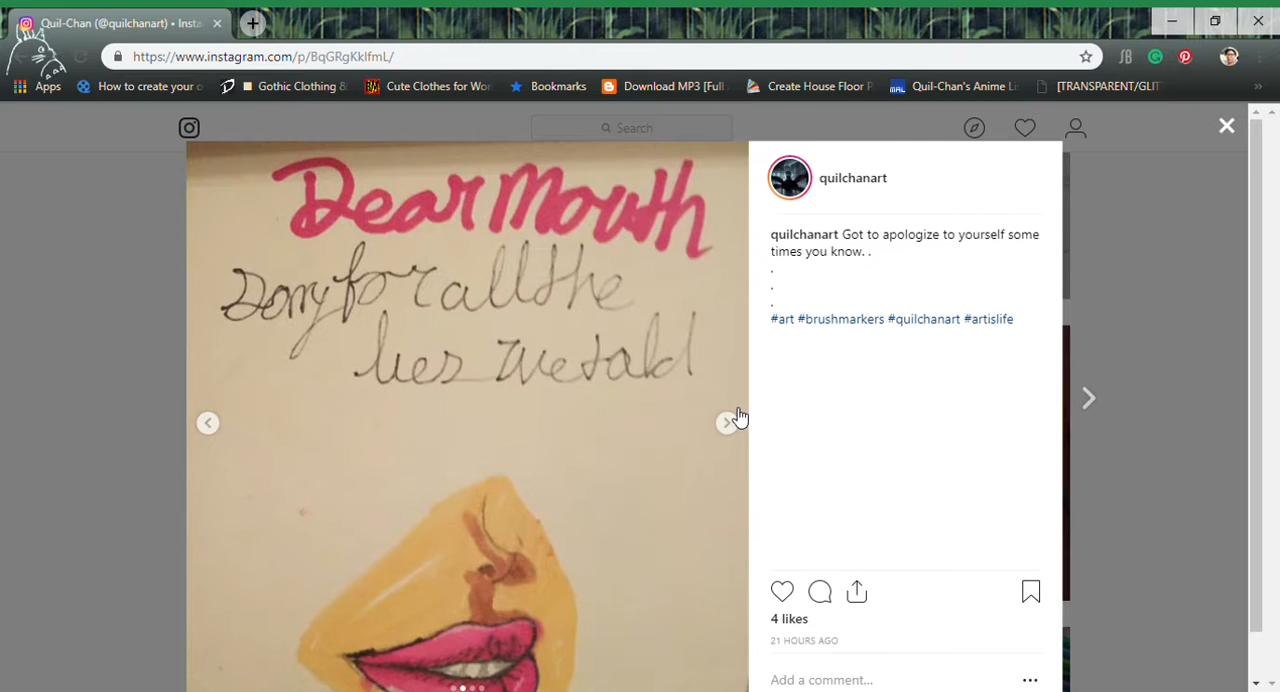 Quil-Chan (@quilchanart) • Insta
https://www.instagram.com/p/BqGRgKklfmL/
Apps
How to create your o
Gothic Clothing &
Cute Clothes for Wo
Bookmarks
Download MP3 [Full
Create House Floor P
MAL
Quil-Chan's Anime Li
[TRANSPARENT/GLIT
Search
Dear Mouth
Sorry for all the
lies we told
quilchanart
quilchanart Got to apologize to yourself some
times you know. .
.
.
.
#art #brushmarkers #quilchanart #artislife
4 likes
21 HOURS AGO
Add a comment...